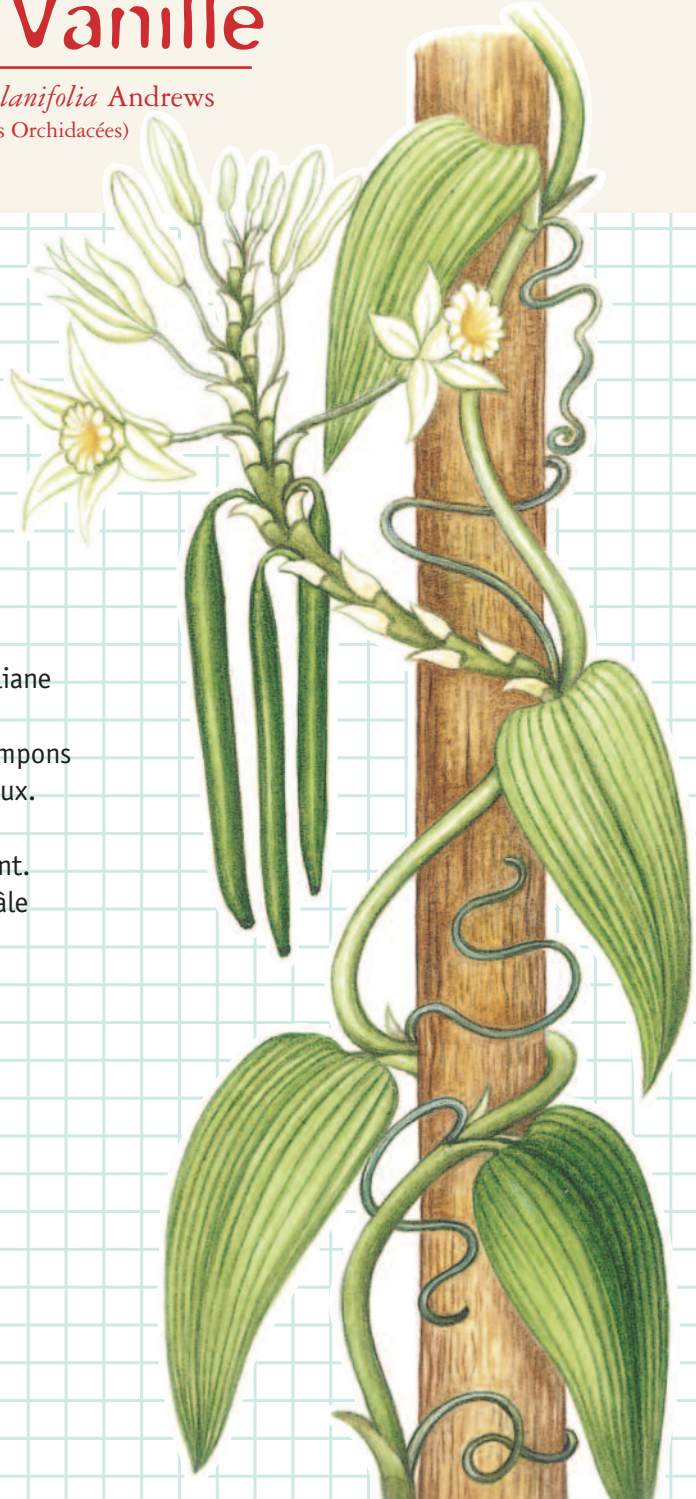 Vanille
lanifolia Andrews
s Orchidacées)
liane
mpons
ux.
nt.
âle